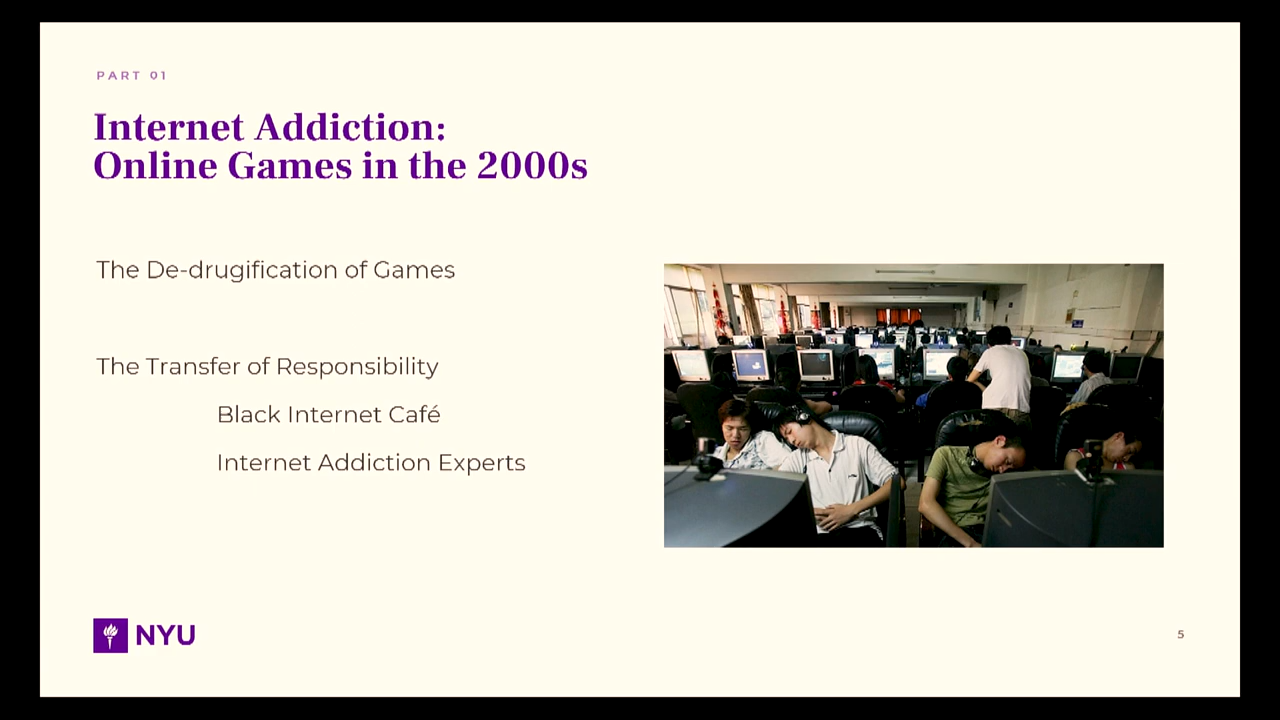 PART 01
Internet Addiction:
Online Games in the 2000s
The De-drugification of Games
The Transfer of Responsibility
Black Internet Café
Internet Addiction Experts
NYU
5